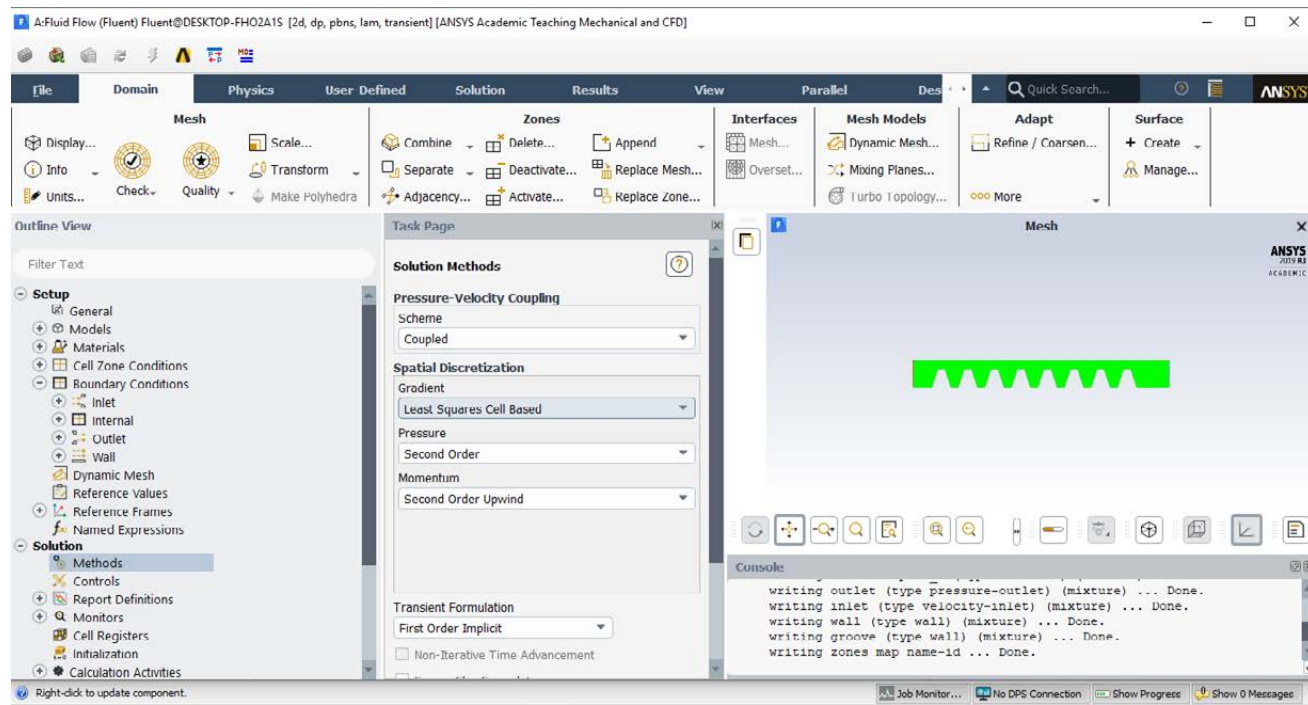 A:Fluid Flow (Fluent) Fluent@DESKTOP-FHO2A1S [2d, dp, pbns, lam, transient] [ANSYS Academic Teaching Mechanical and CFD]
File Domain Physics User-Defined Solution Results View Parallel Des Quick Search... ANSYS
Mesh Zones Interfaces Mesh Models Adapt Surface
Display... Scale... Combine Delete... Append Mesh... Dynamic Mesh... Refine / Coarsen... + Create
Info Transform Separate Deactivate... Replace Mesh... Overset... Mixing Planes... Manage...
Units... Check Quality Make Polyhedra Adjacency... Activate... Replace Zone... Turbo Topology... More
Outline View
Filter Text
Setup
General
Models
Materials
Cell Zone Conditions
Boundary Conditions
Inlet
Internal
Outlet
Wall
Dynamic Mesh
Reference Values
Reference Frames
Named Expressions
Solution
Methods
Controls
Report Definitions
Monitors
Cell Registers
Initialization
Calculation Activities
Task Page
Solution Methods
Pressure-Velocity Coupling
Scheme
Coupled
Spatial Discretization
Gradient
Least Squares Cell Based
Pressure
Second Order
Momentum
Second Order Upwind
Transient Formulation
First Order Implicit
Non-Iterative Time Advancement
Mesh
ANSYS
2019 R3
ACADEMIC
Console
writing outlet (type pressure-outlet) (mixture) ... Done.
writing inlet (type velocity-inlet) (mixture) ... Done.
writing wall (type wall) (mixture) ... Done.
writing groove (type wall) (mixture) ... Done.
writing zones map name-id ... Done.
Right-click to update component. Job Monitor... No DPS Connection Show Progress Show 0 Messages